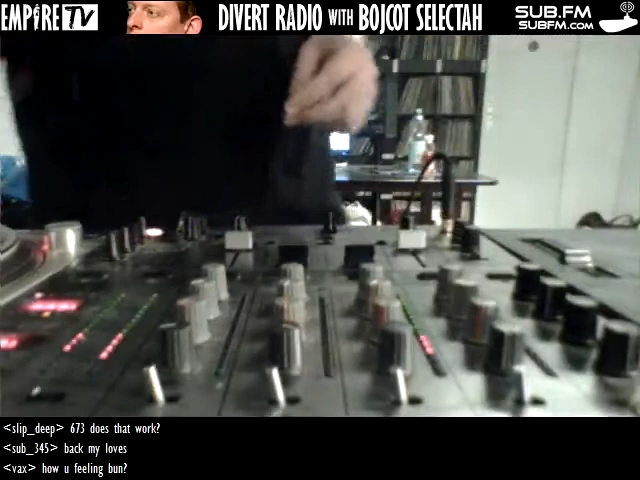 EMPIRE TV DIVERT RADIO WITH BOJCOT SELECTAH SUB.FM
SUBFM.COM
<slip_deep> 673 does that work?
<sub_345> back my loves
<vax> how u feeling bun?